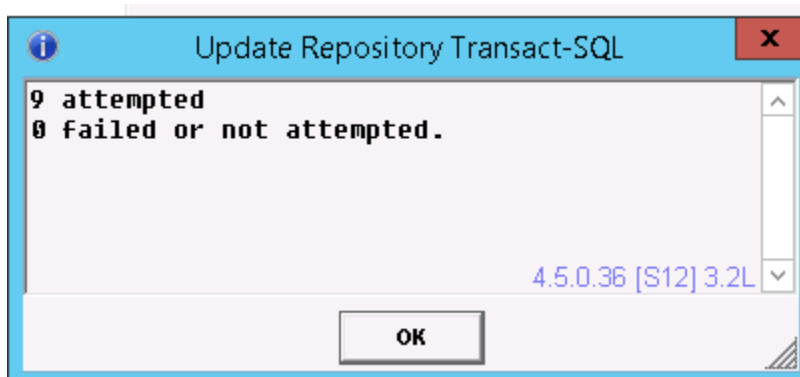 Update Repository Transact-SQL
x
9 attempted
0 failed or not attempted.
4.5.0.36 [S12] 3.2L
OK